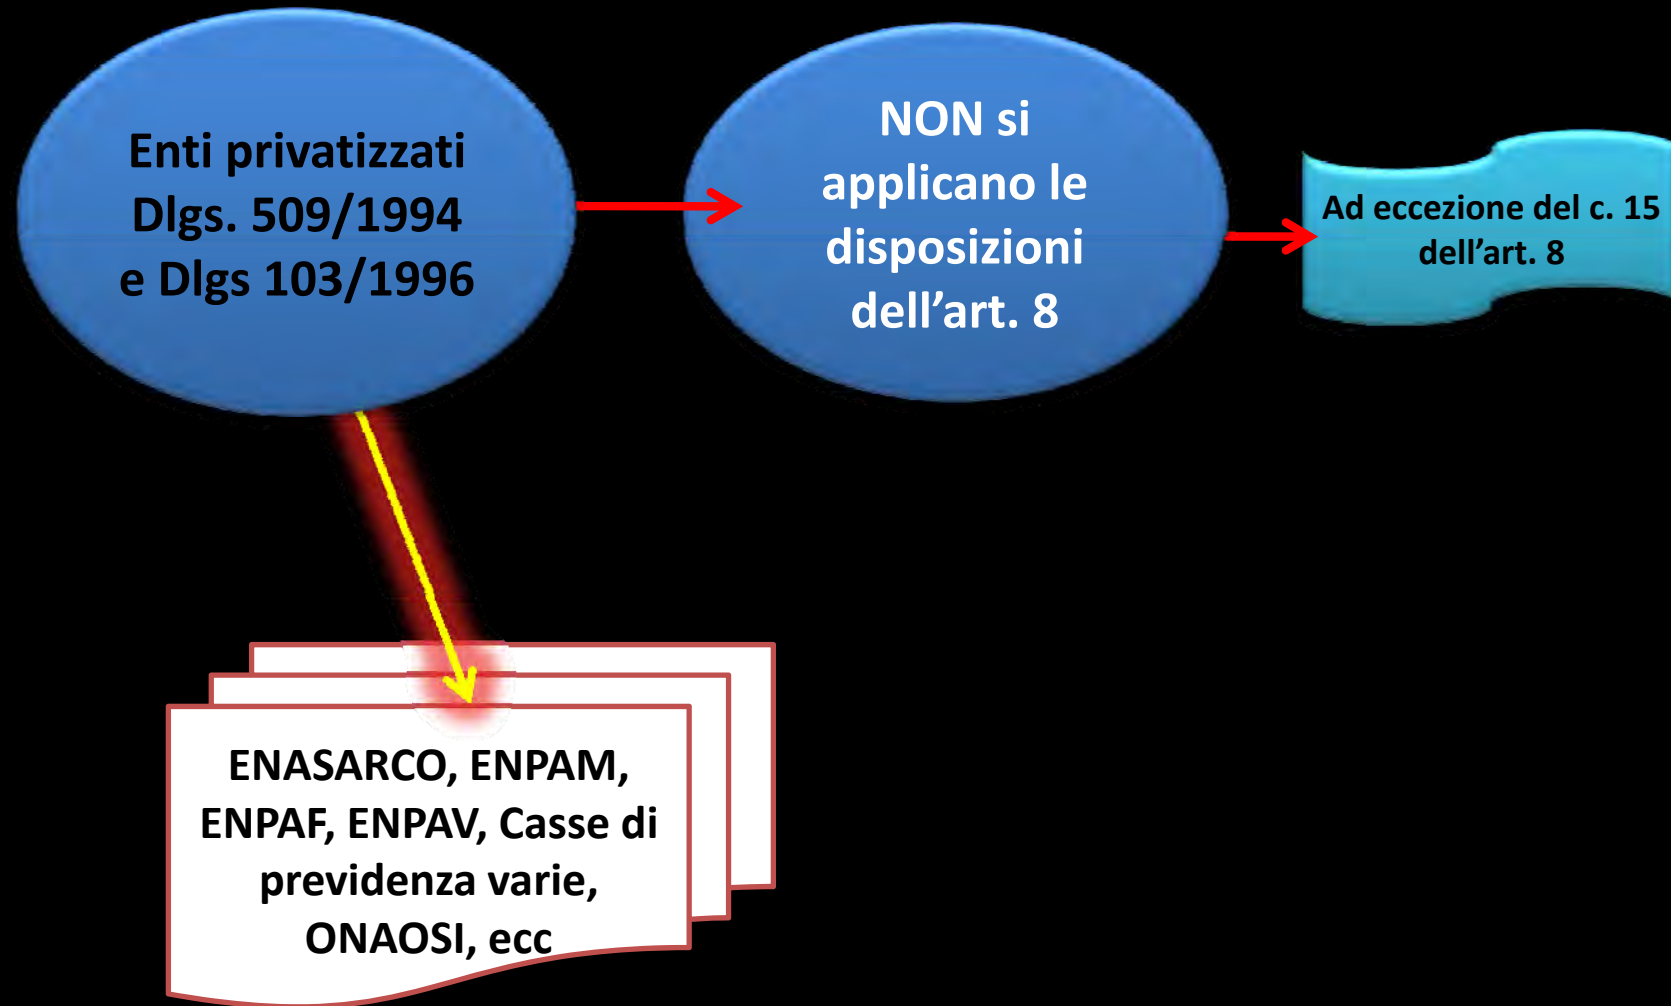 Enti privatizzati
Dlgs. 509/1994
e Dlgs 103/1996
NON si
applicano le
disposizioni
dell’art. 8
Ad eccezione del c. 15
dell’art. 8
ENASARCO, ENPAM,
ENPAF, ENPAV, Casse di
previdenza varie,
ONAOSI, ecc